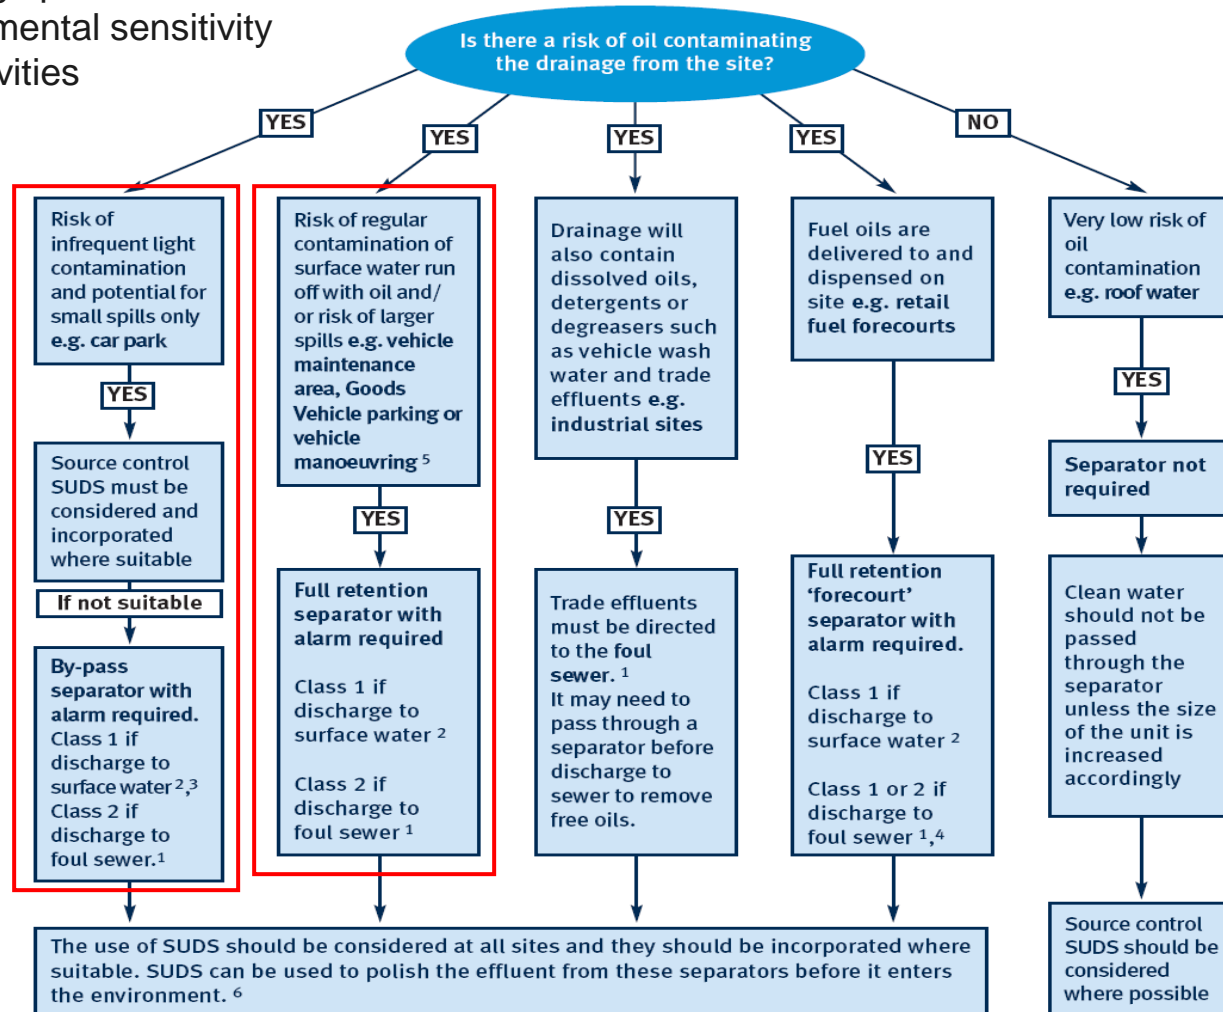 mental sensitivity
vities
Is there a risk of oil contaminating
the drainage from the site?
YES
YES
YES
YES
NO
Risk of
infrequent light
contamination
and potential for
small spills only
e.g. car park
YES
Source control
SUDS must be
considered and
incorporated
where suitable
If not suitable
By-pass
separator with
alarm required.
Class 1 if
discharge to
surface water 2,3
Class 2 if
discharge to
foul sewer.1
Risk of regular
contamination of
surface water run
off with oil and/
or risk of larger
spills e.g. vehicle
maintenance
area, Goods
Vehicle parking or
vehicle
manoeuvring 5
YES
Full retention
separator with
alarm required
Class 1 if
discharge to
surface water 2
Class 2 if
discharge to
foul sewer 1
Drainage will
also contain
dissolved oils,
detergents or
degreasers such
as vehicle wash
water and trade
effluents e.g.
industrial sites
YES
Trade effluents
must be directed
to the foul
sewer. 1
It may need to
pass through a
separator before
discharge to
sewer to remove
free oils.
Fuel oils are
delivered to and
dispensed on
site e.g. retail
fuel forecourts
YES
Full retention
‘forecourt’
separator with
alarm required.
Class 1 if
discharge to
surface water 2
Class 1 or 2 if
discharge to
foul sewer 1,4
Very low risk of
oil
contamination
e.g. roof water
YES
Separator not
required
Clean water
should not be
passed
through the
separator
unless the size
of the unit is
increased
accordingly
Source control
SUDS should be
considered
where possible
The use of SUDS should be considered at all sites and they should be incorporated where
suitable. SUDS can be used to polish the effluent from these separators before it enters
the environment. 6